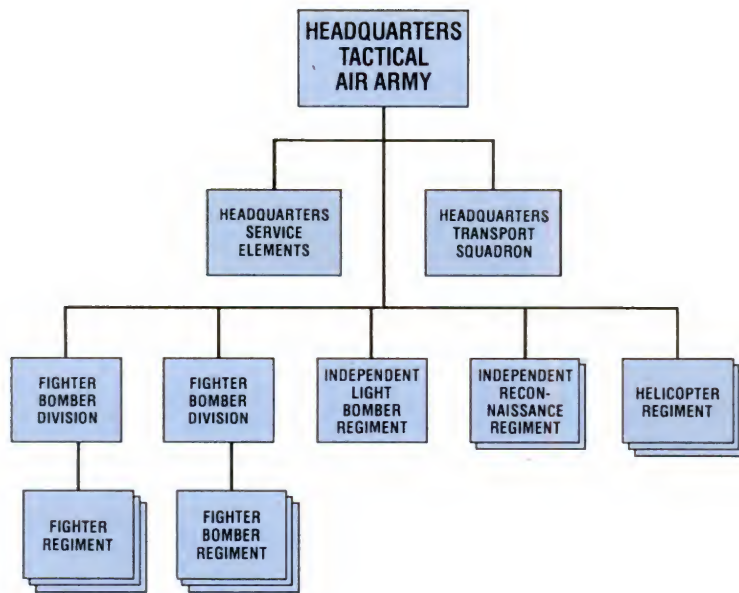 HEADQUARTERS
TACTICAL
AIR ARMY
HEADQUARTERS
SERVICE
ELEMENTS
HEADQUARTERS
TRANSPORT
SQUADRON
FIGHTER
BOMBER
DIVISION
FIGHTER
BOMBER
DIVISION
INDEPENDENT
LIGHT
BOMBER
REGIMENT
INDEPENDENT
RECON-
NAISSANCE
REGIMENT
HELICOPTER
REGIMENT
FIGHTER
REGIMENT
FIGHTER
BOMBER
REGIMENT